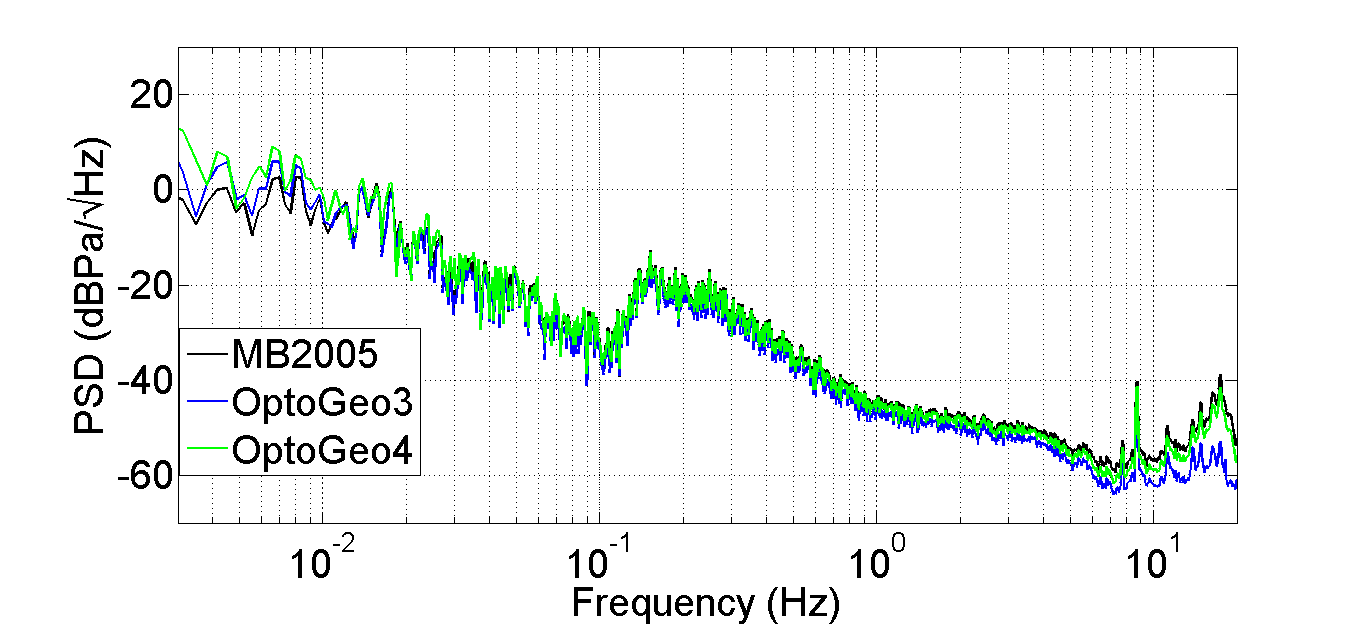 PSD (dBPa/√Hz)
20
0
-20
-40
-60
MB2005
OptoGeo3
OptoGeo4
10^-2
10^-1
10^0
10^1
Frequency (Hz)